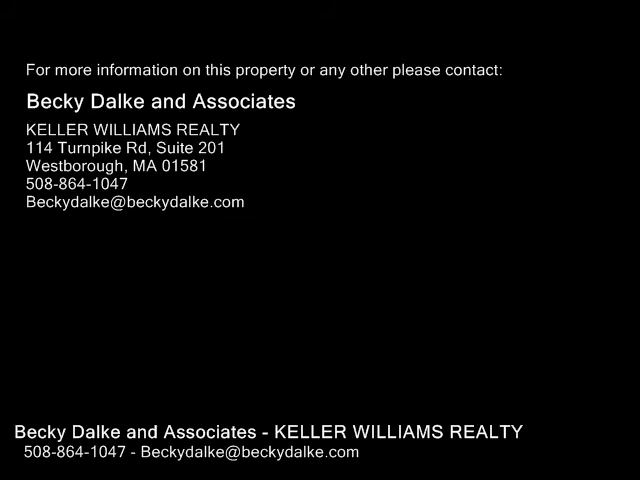 For more information on this property or any other please contact:
Becky Dalke and Associates
KELLER WILLIAMS REALTY
114 Turnpike Rd, Suite 201
Westborough, MA 01581
508-864-1047
Beckydalke@beckydalke.com
Becky Dalke and Associates - KELLER WILLIAMS REALTY
508-864-1047 - Beckydalke@beckydalke.com